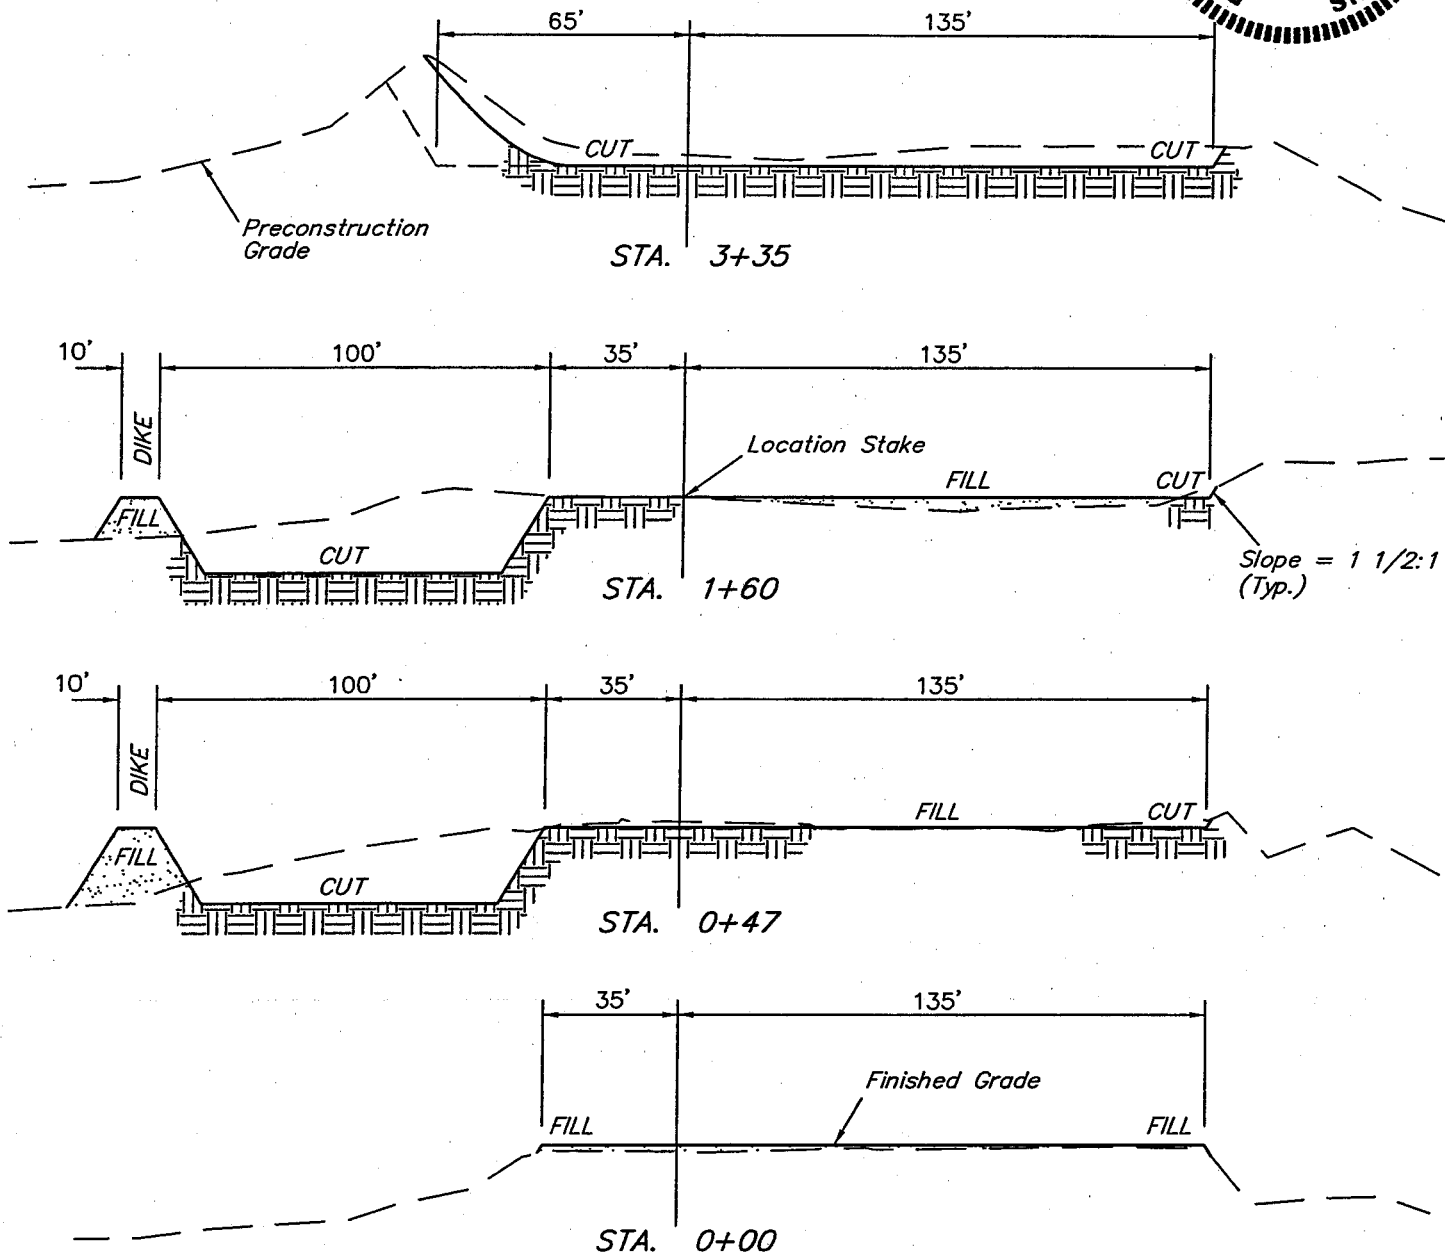 65' 135'
CUT CUT
Preconstruction
Grade
STA. 3+35
10' 100' 35' 135'
DIKE
Location Stake
FILL CUT
FILL
CUT
Slope = 1 1/2:1
(Typ.)
STA. 1+60
10' 100' 35' 135'
DIKE
FILL CUT
FILL
CUT
STA. 0+47
35' 135'
Finished Grade
FILL FILL
STA. 0+00